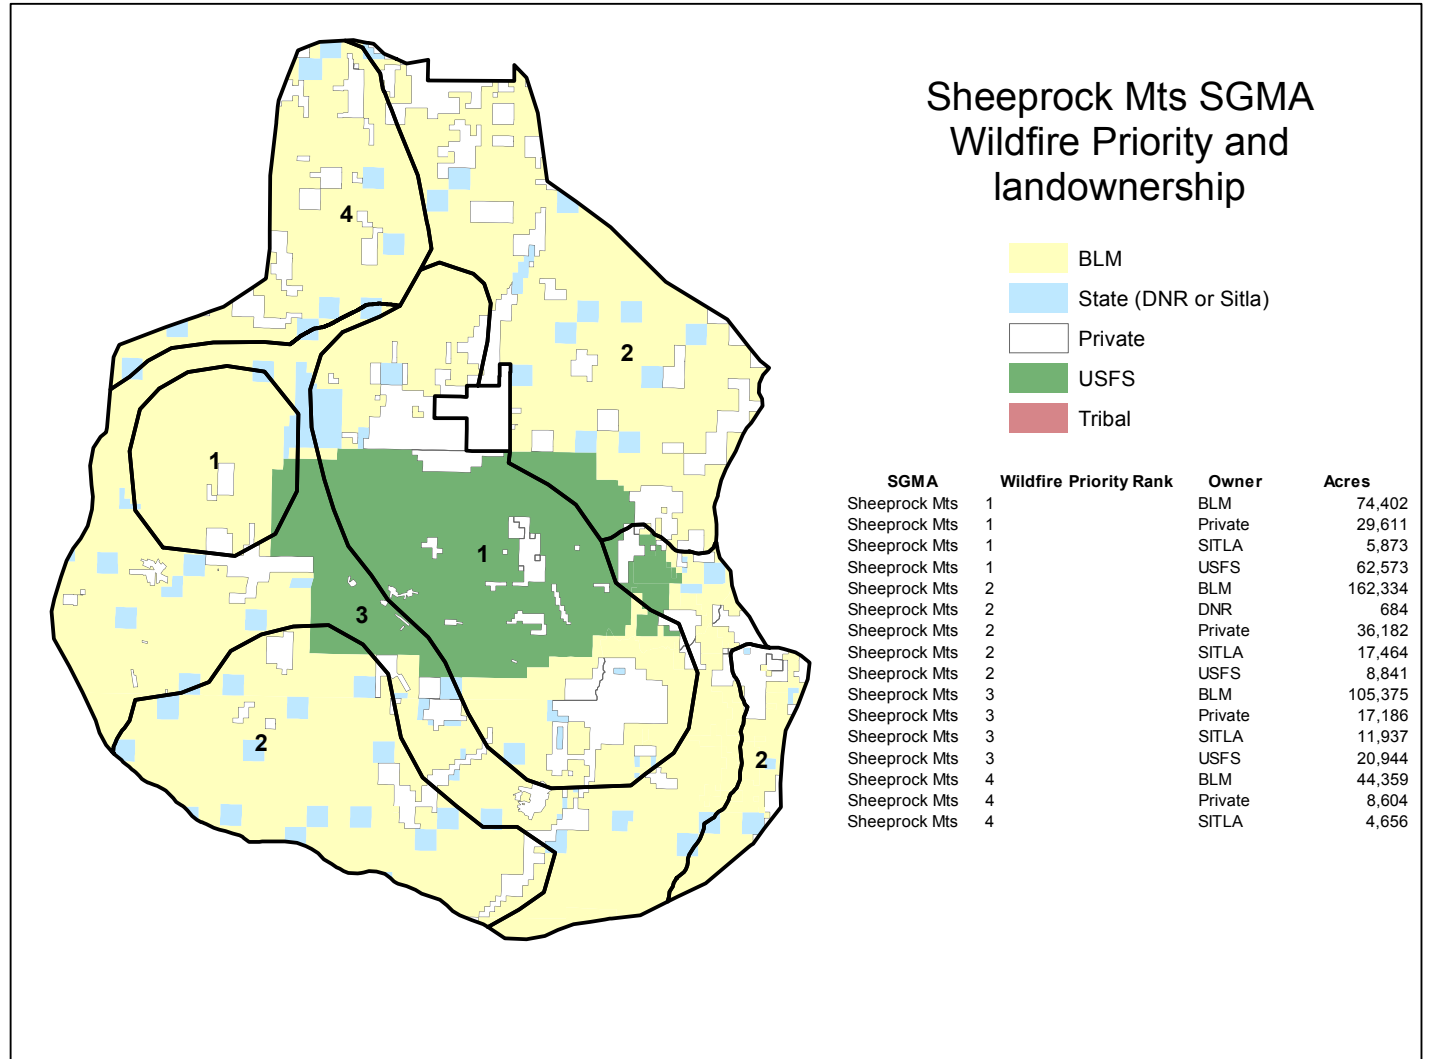 Sheeprock Mts SGMA
Wildfire Priority and
landownership
BLM
State (DNR or Sitla)
Private
USFS
Tribal
SGMA Wildfire Priority Rank Owner Acres
Sheeprock Mts 1 BLM 74,402
Sheeprock Mts 1 Private 29,611
Sheeprock Mts 1 SITLA 5,873
Sheeprock Mts 1 USFS 62,573
Sheeprock Mts 2 BLM 162,334
Sheeprock Mts 2 DNR 684
Sheeprock Mts 2 Private 36,182
Sheeprock Mts 2 SITLA 17,464
Sheeprock Mts 2 USFS 8,841
Sheeprock Mts 3 BLM 105,375
Sheeprock Mts 3 Private 17,186
Sheeprock Mts 3 SITLA 11,937
Sheeprock Mts 3 USFS 20,944
Sheeprock Mts 4 BLM 44,359
Sheeprock Mts 4 Private 8,604
Sheeprock Mts 4 SITLA 4,656
4
2
1
1
3
2
2